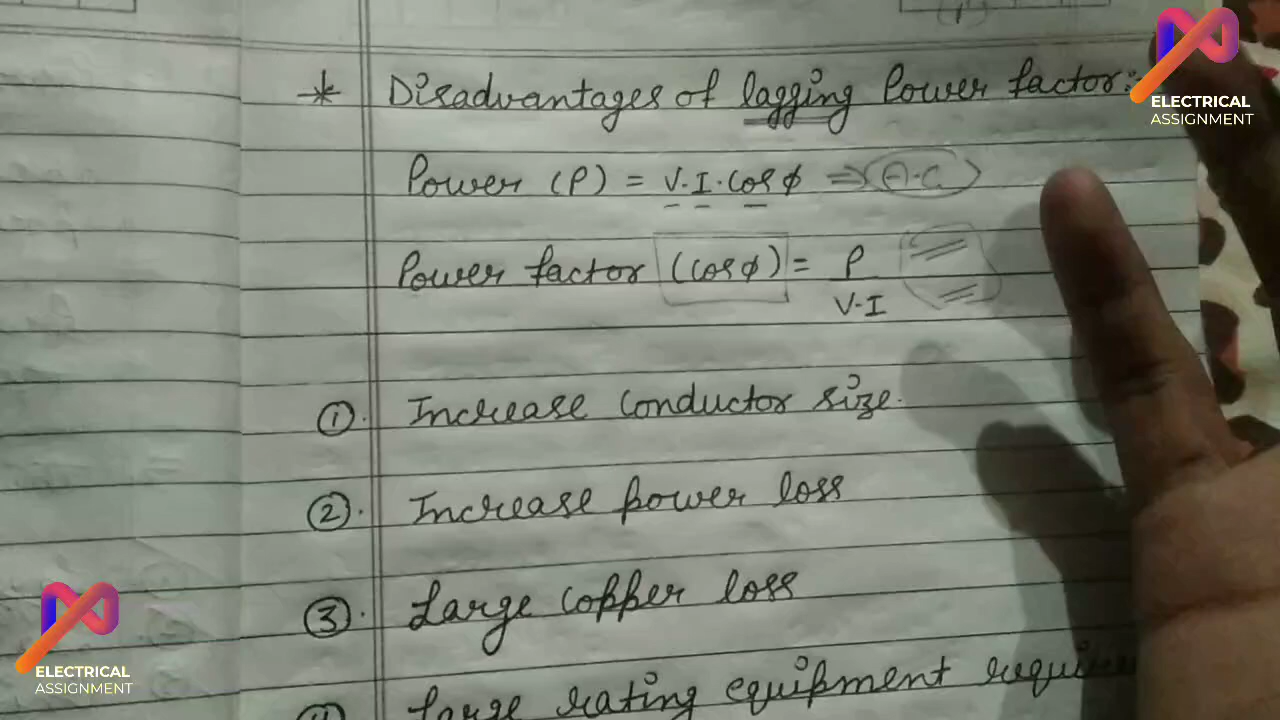 * Disadvantages of lagging Power factor:-
Power (P) = V.I.Cosϕ ⇒ A.C
Power factor (Cosϕ) = P
V.I
①. Increase Conductor size.
②. Increase power loss
③. Large Copper loss
④ Large rating equipment
ELECTRICAL
ASSIGNMENT
ELECTRICAL
ASSIGNMENT